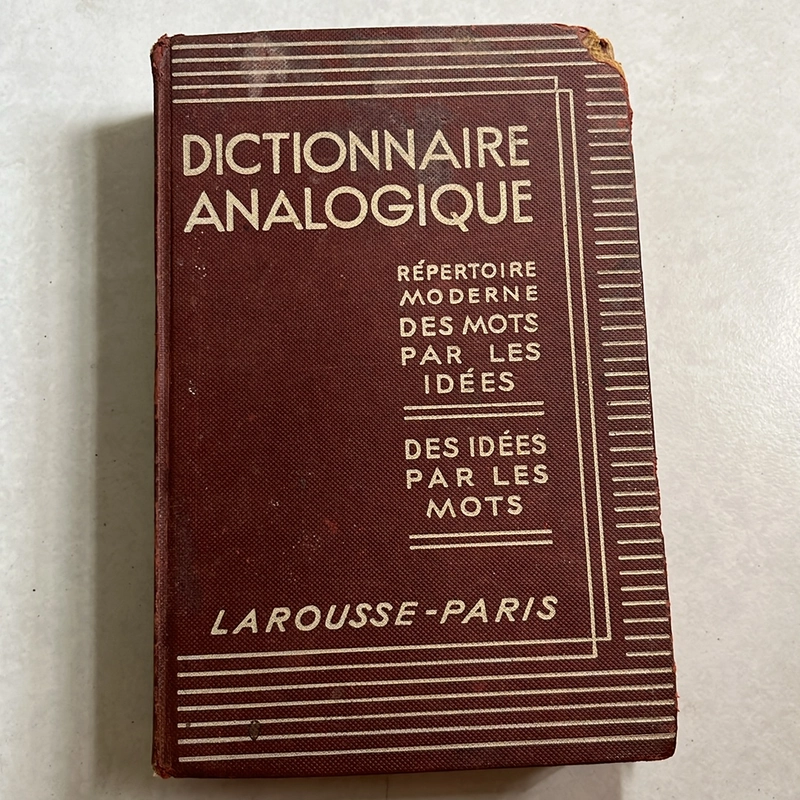 DICTIONNAIRE
ANALOGIQUE
RÉPERTOIRE
MODERNE
DES MOTS
PAR LES
IDÉES
DES IDÉES
PAR LES
MOTS
LAROUSSE-PARIS